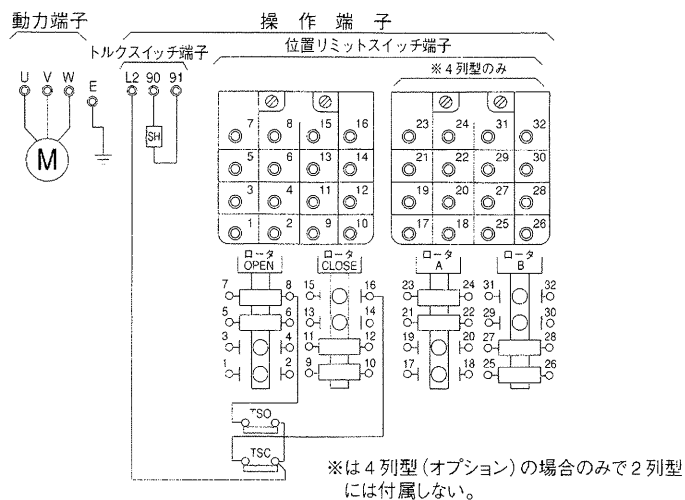 動力端子
操作端子
トルクスイッチ端子
位置リミットスイッチ端子
※4列型のみ
U V W E L2 90 91
SH
M
7 8 15 16 23 24 31 32
5 6 13 14 21 22 29 30
3 4 11 12 19 20 27 28
1 2 9 10 17 18 25 26
ロータ OPEN
ロータ CLOSE
ロータ A
ロータ B
7 8 15 16 23 24 31 32
5 6 13 14 21 22 29 30
3 4 11 12 19 20 27 28
1 2 9 10 17 18 25 26
TSO
TSC
※は4列型(オプション)の場合のみで2列型
には付属しない。